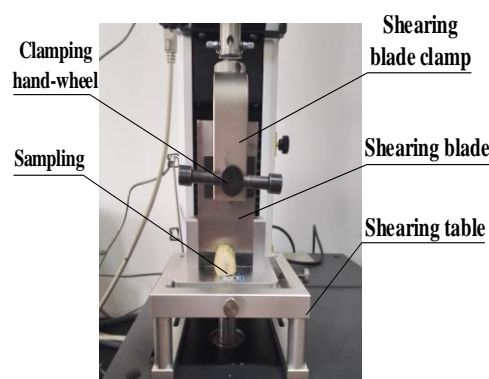 Clamping
hand-wheel
Sampling
Shearing
blade clamp
Shearing blade
Shearing table